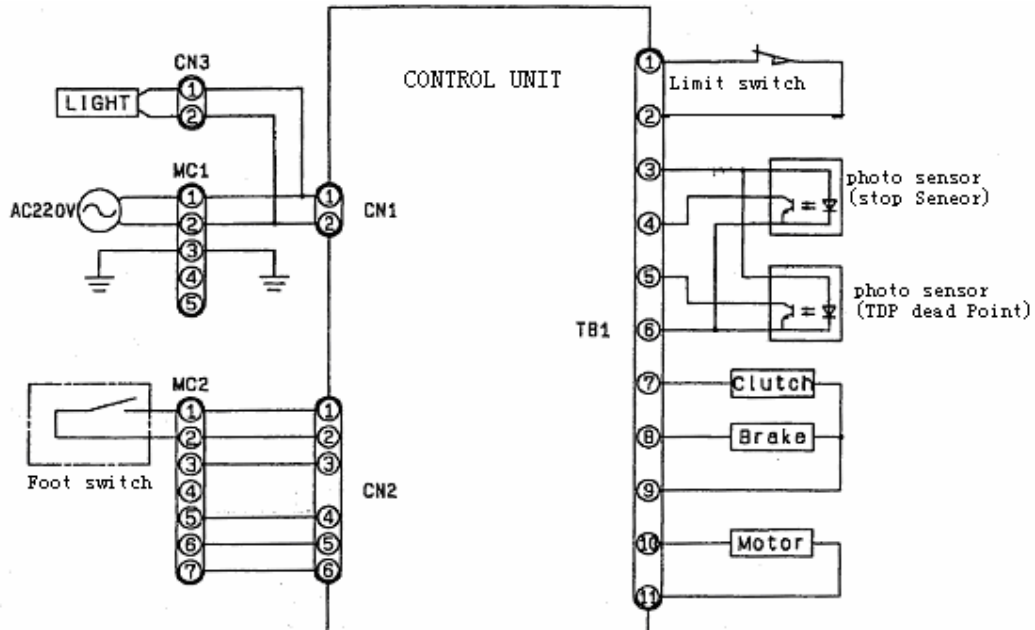 CONTROL UNIT
CN3
LIGHT
1
2
MC1
AC220V
1
2
3
4
5
1
2
CN1
MC2
Foot switch
1
2
3
4
5
6
7
1
2
3
4
5
6
CN2
TB1
1
2
3
4
5
6
7
8
9
10
11
Limit switch
photo sensor
(stop Seneor)
photo sensor
(TDP dead Point)
Clutch
Brake
Motor